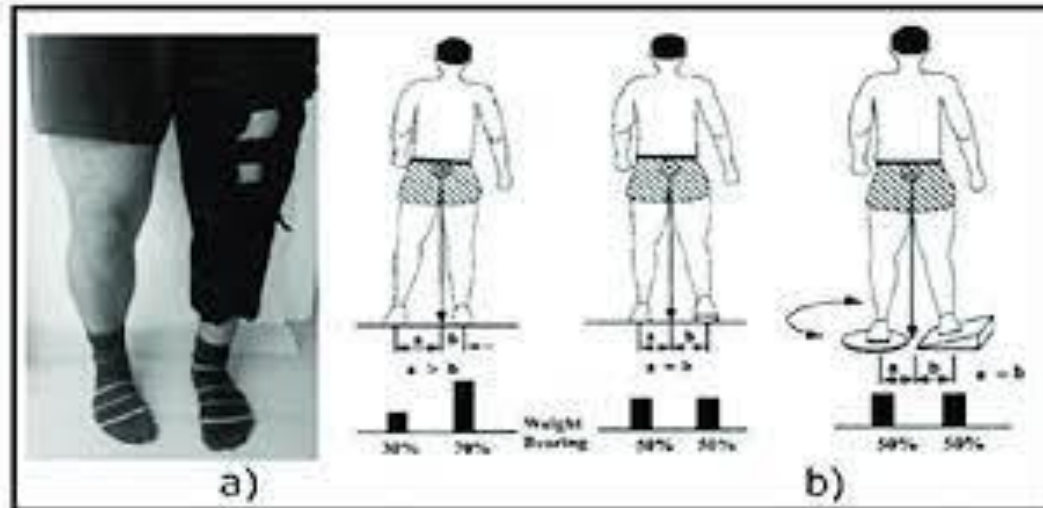 a b
a > b
a b
a = b
a b
a = b
30% 70%
Weight
Bearing
50% 50%
50% 50%
a) b)